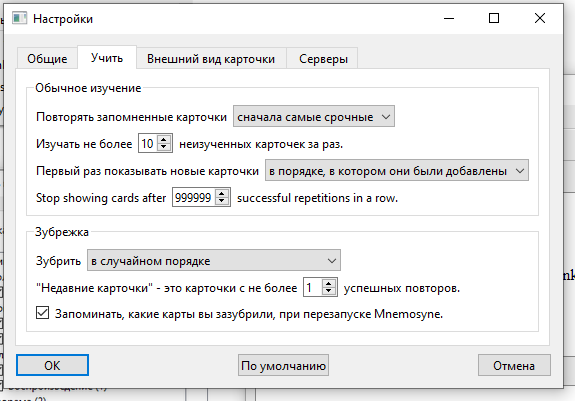 Настройки
Общие Учить Внешний вид карточки Серверы
Обычное изучение
Повторять запомненные карточки сначала самые срочные
Изучать не более 10 неизученных карточек за раз.
Первый раз показывать новые карточки в порядке, в котором они были добавлены
Stop showing cards after 999999 successful repetitions in a row.
Зубрежка
Зубрить в случайном порядке
"Недавние карточки" - это карточки с не более 1 успешных повторов.
Запоминать, какие карты вы зазубрили, при перезапуске Mnemosyne.
OK По умолчанию Отмена